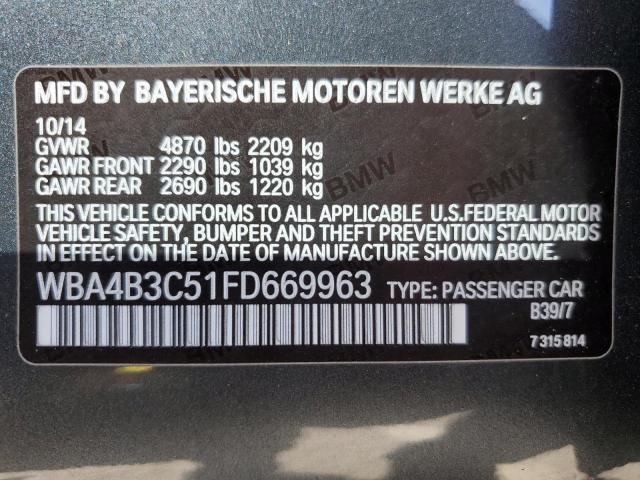 MFD BY BAYERISCHE MOTOREN WERKE AG
10/14
GVWR 4870 lbs 2209 kg
GAWR FRONT 2290 lbs 1039 kg
GAWR REAR 2690 lbs 1220 kg
THIS VEHICLE CONFORMS TO ALL APPLICABLE U.S.FEDERAL MOTOR
VEHICLE SAFETY, BUMPER AND THEFT PREVENTION STANDARDS
IN EFFECT ON THE DATE OF MANUFACTURE SHOWN ABOVE.
WBA4B3C51FD669963 TYPE: PASSENGER CAR
B39/7
7 315 814